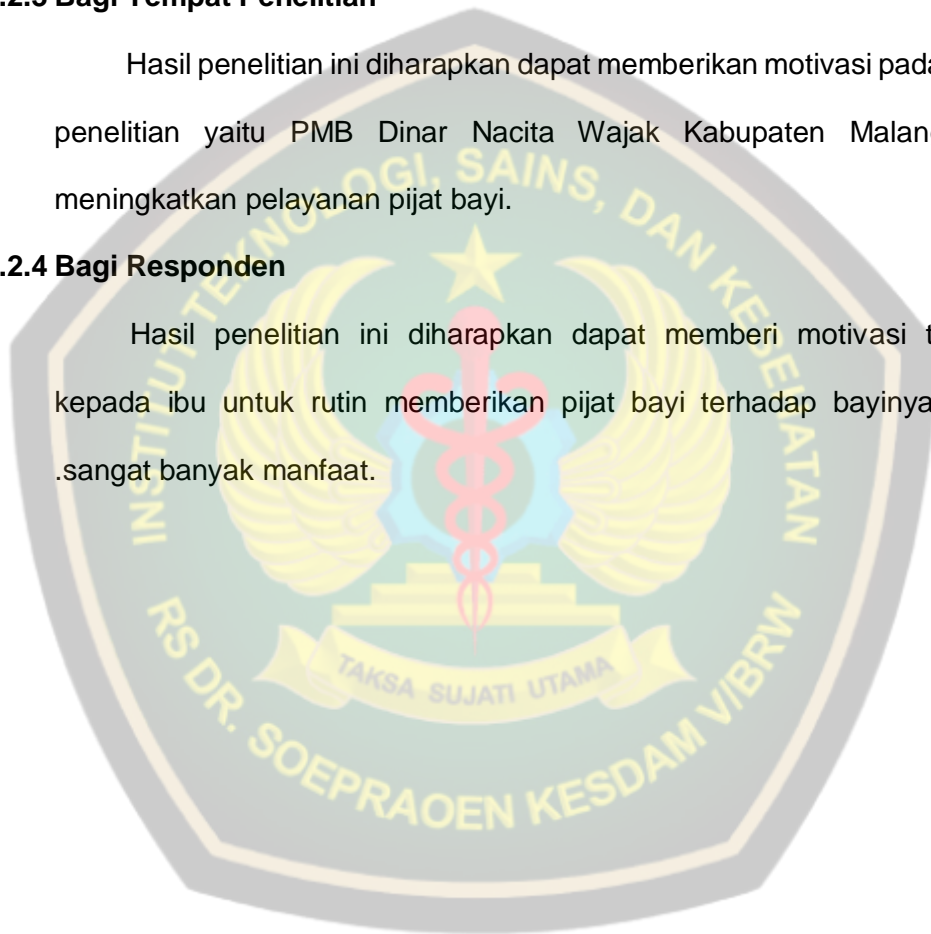 .2.3 Bagi Tempat Penelitian
Hasil penelitian ini diharapkan dapat memberikan motivasi pada
penelitian yaitu PMB Dinar Nacita Wajak Kabupaten Malan
meningkatkan pelayanan pijat bayi.
.2.4 Bagi Responden
Hasil penelitian ini diharapkan dapat memberi motivasi t
kepada ibu untuk rutin memberikan pijat bayi terhadap bayinya
.sangat banyak manfaat.
INSTITUT TEKNOLOGI, SAINS, DAN KESEHATAN
TAKSA SUJATI UTAMA
RS DR. SOEPRAOEN KESDAM V/BRW